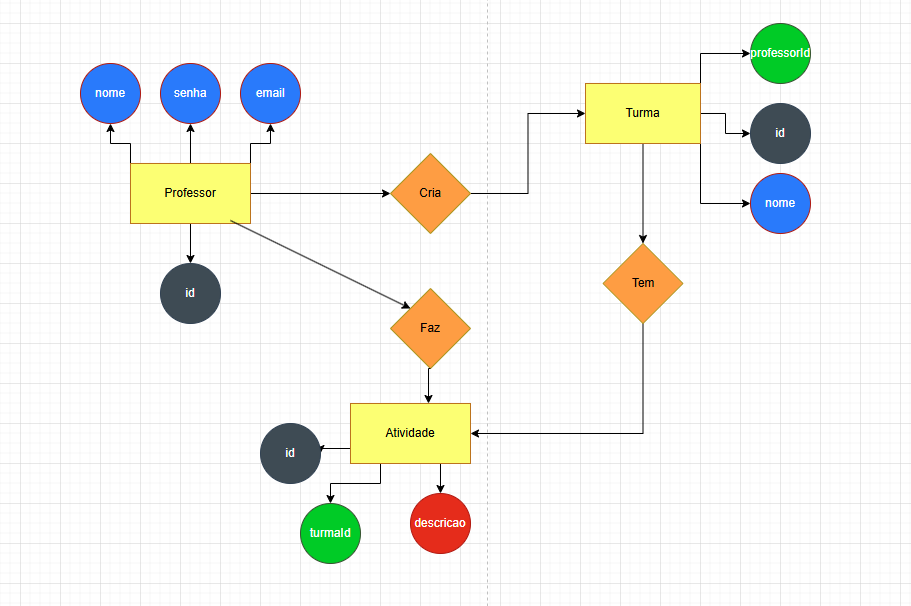 professorId
nome
senha
email
Turma
id
Professor
Cria
nome
id
Tem
Faz
Atividade
id
turmaId
descricao